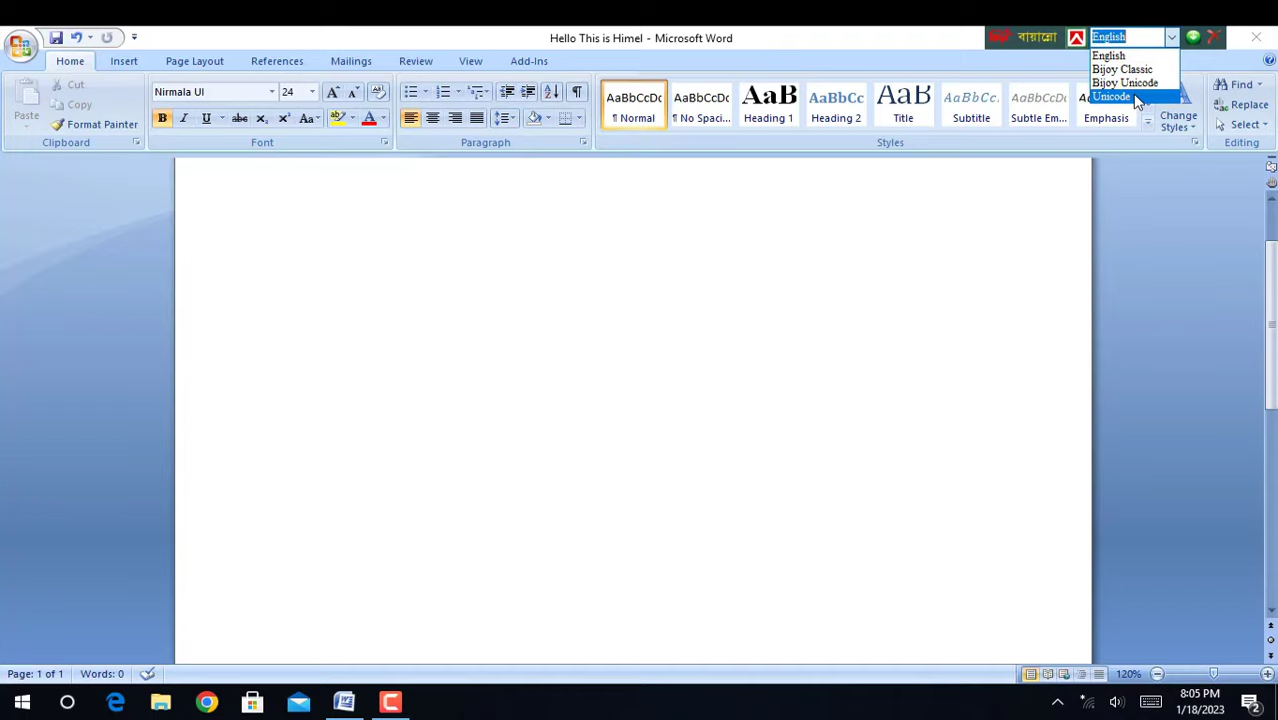 Hello This is Himel - Microsoft Word
বায়ান্নো
English
English
Bijoy Classic
Bijoy Unicode
Unicode
Home
Insert
Page Layout
References
Mailings
Review
View
Add-Ins
Paste
Cut
Copy
Format Painter
Clipboard
Nirmala UI
24
Font
Paragraph
AaBbCcDc
¶ Normal
AaBbCcDc
¶ No Spaci...
AaB
Heading 1
AaBbCc
Heading 2
AaB
Title
AaBbCc
Subtitle
AaBbCcDc
Subtle Em...
Emphasis
Change
Styles
Styles
Find
Replace
Select
Editing
Page: 1 of 1
Words: 0
120%
8:05 PM
1/18/2023
2